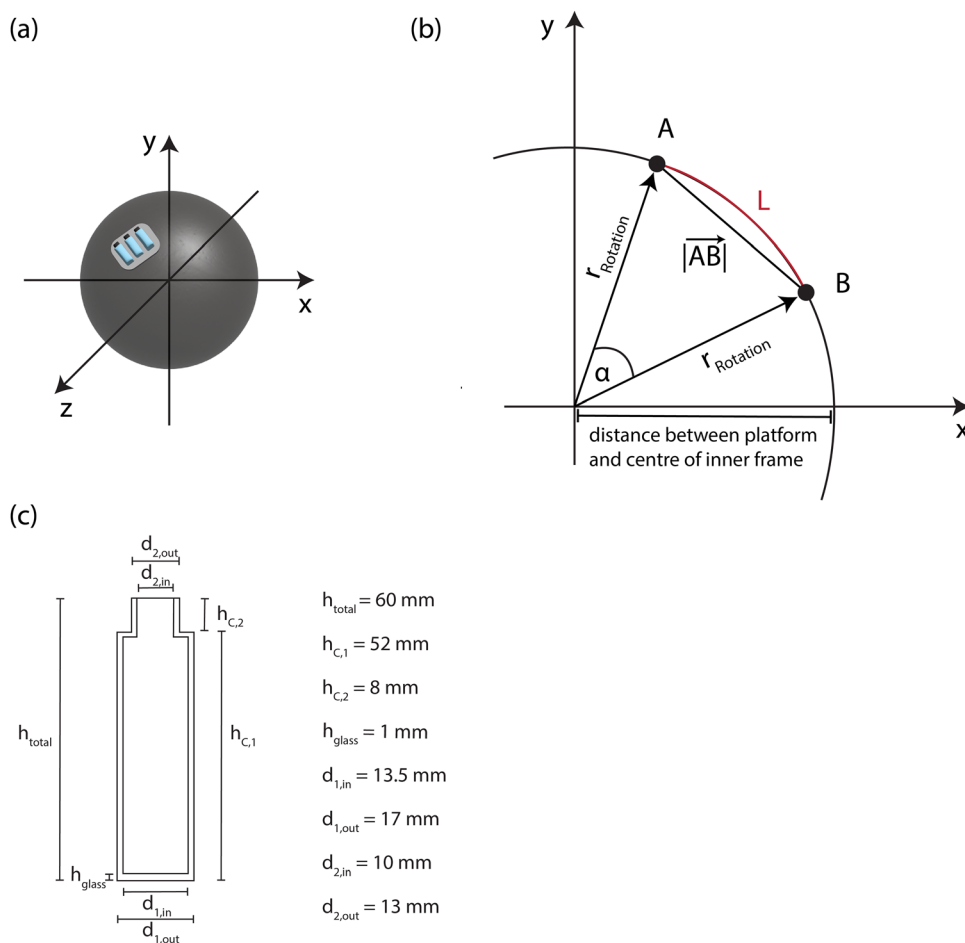 (a)
y
x
z
(b)
y
A
L
r_Rotation
|AB|
B
α
r_Rotation
x
distance between platform
and centre of inner frame
(c)
d_2,out
d_2,in
h_C,2
h_total
h_C,1
h_glass
d_1,in
d_1,out
h_total = 60 mm
h_C,1 = 52 mm
h_C,2 = 8 mm
h_glass = 1 mm
d_1,in = 13.5 mm
d_1,out = 17 mm
d_2,in = 10 mm
d_2,out = 13 mm